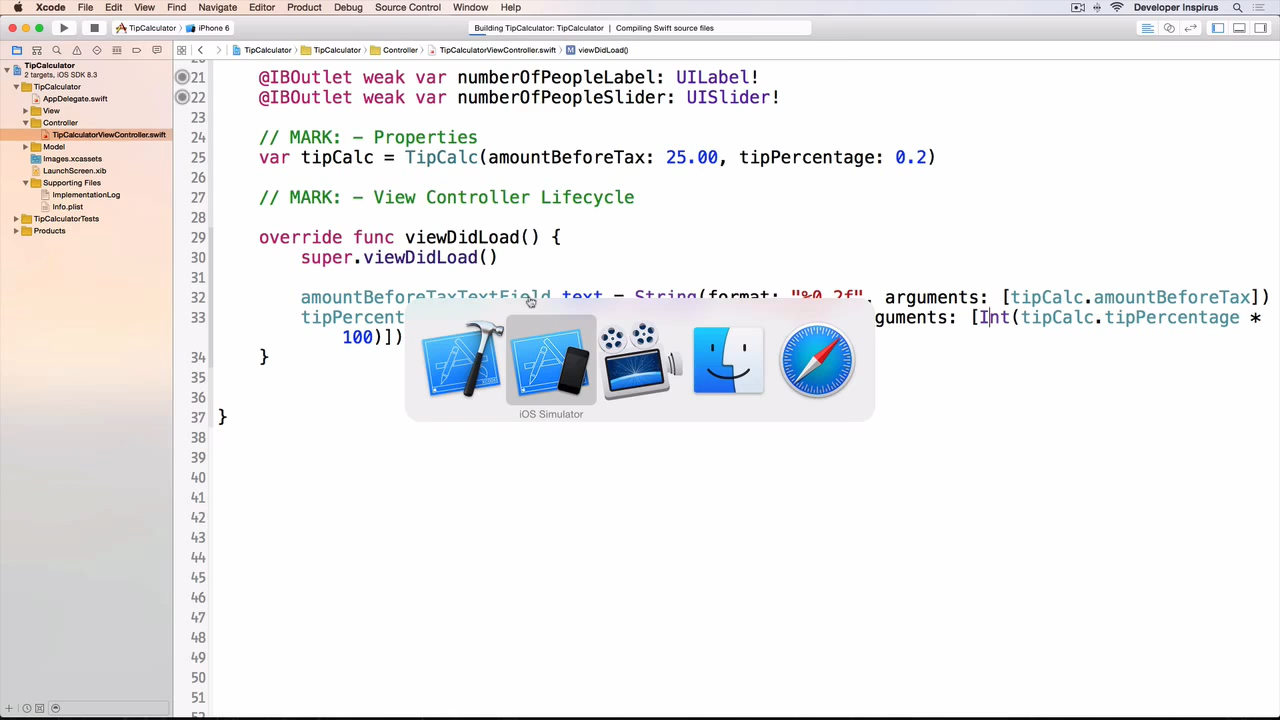 Xcode File Edit View Find Navigate Editor Product Debug Source Control Window Help Developer Inspirus
TipCalculator iPhone 6 Building TipCalculator: TipCalculator | Compiling Swift source files
TipCalculator TipCalculator Controller TipCalculatorViewController.swift M viewDidLoad()
TipCalculator
2 targets, iOS SDK 8.3
TipCalculator
AppDelegate.swift
View
Controller
TipCalculatorViewController.swift
Model
Images.xcassets
LaunchScreen.xib
Supporting Files
ImplementationLog
Info.plist
TipCalculatorTests
Products
21 @IBOutlet weak var numberOfPeopleLabel: UILabel!
22 @IBOutlet weak var numberOfPeopleSlider: UISlider!
23
24 // MARK: - Properties
25 var tipCalc = TipCalc(amountBeforeTax: 25.00, tipPercentage: 0.2)
26
27 // MARK: - View Controller Lifecycle
28
29 override func viewDidLoad() {
30 super.viewDidLoad()
31
32 amountBeforeTaxTextField.text = String(format: "%0.2f", arguments: [tipCalc.amountBeforeTax])
33 tipPercent guments: [Int(tipCalc.tipPercentage *
100)])
34 }
35
36
37 }
38
39
40
41
42
43
44
45
46
47
48
49
50
51
iOS Simulator